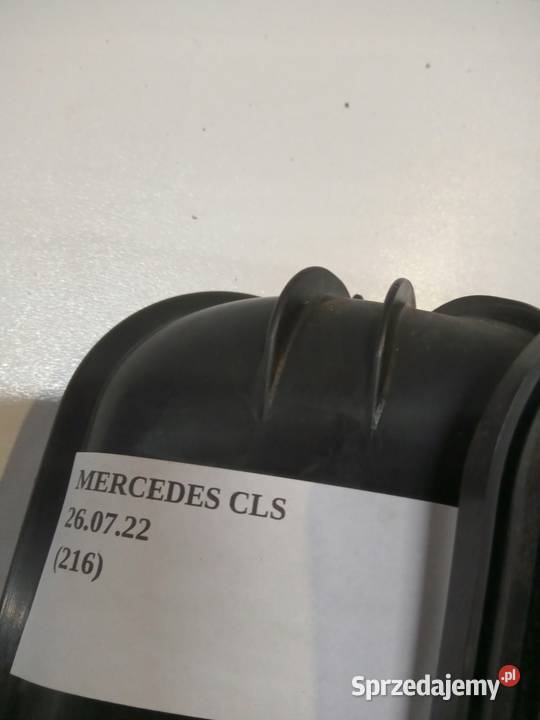 MERCEDES CLS
26.07.22
(216)
Sprzedajemy.pl